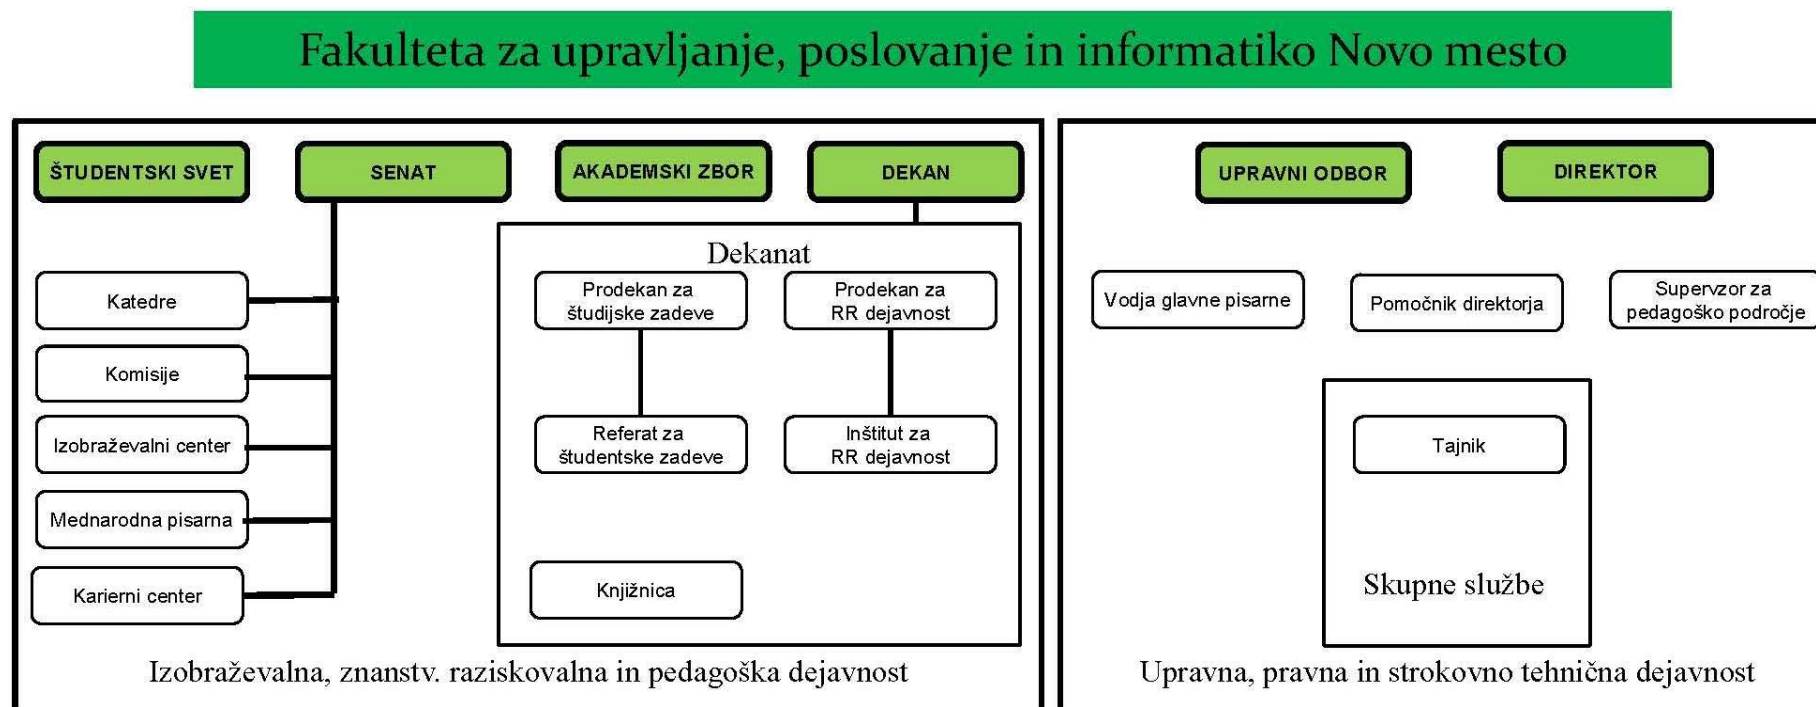 Fakulteta za upravljanje, poslovanje in informatiko Novo mesto
ŠTUDENTSKI SVET
SENAT
AKADEMSKI ZBOR
DEKAN
Katedre
Komisije
Izobraževalni center
Mednarodna pisarna
Karierni center
Dekanat
Prodekan za
študijske zadeve
Prodekan za
RR dejavnost
Referat za
študentske zadeve
Inštitut za
RR dejavnost
Knjižnica
Izobraževalna, znanstv. raziskovalna in pedagoška dejavnost
UPRAVNI ODBOR
DIREKTOR
Vodja glavne pisarne
Pomočnik direktorja
Supervzor za
pedagoško področje
Tajnik
Skupne službe
Upravna, pravna in strokovno tehnična dejavnost